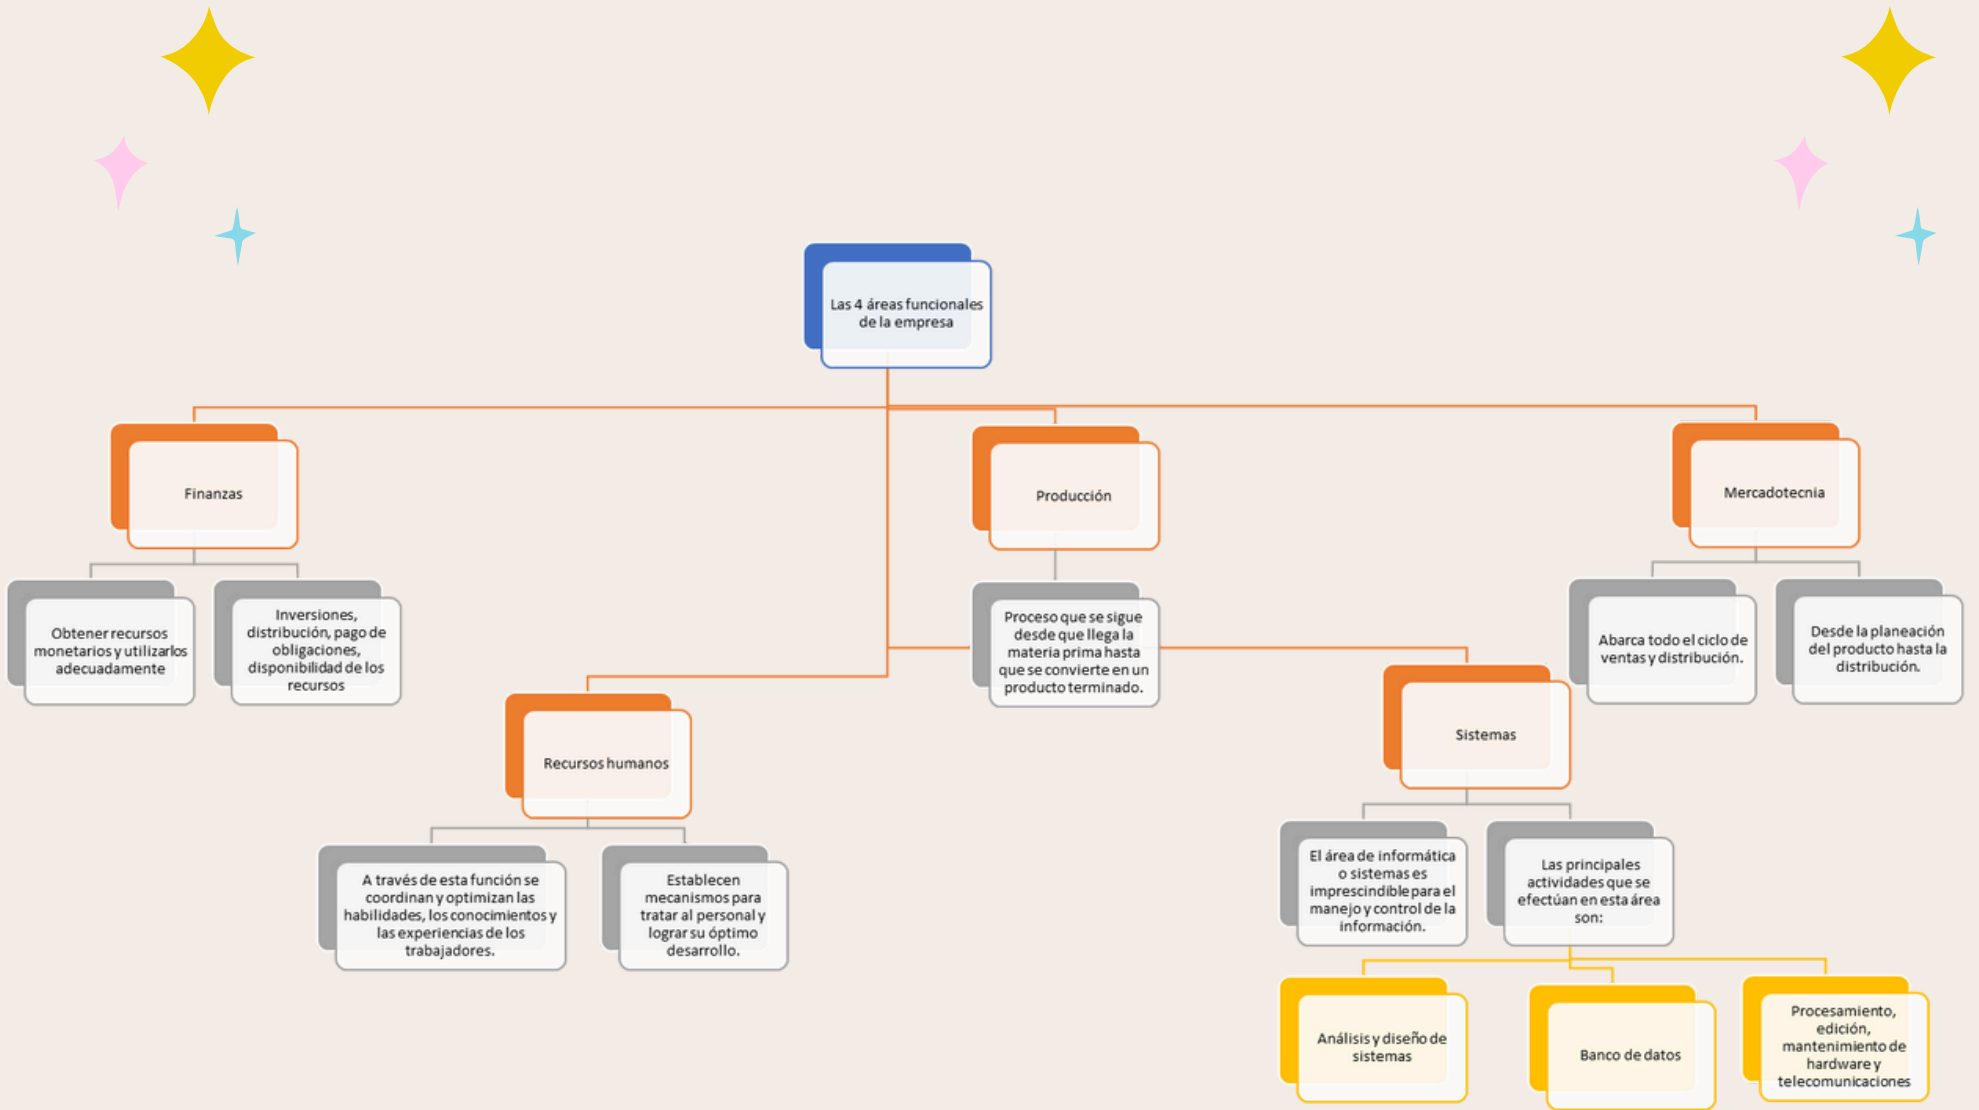 Las 4 áreas funcionales
de la empresa
Finanzas
Producción
Mercadotecnia
Obtener recursos
monetarios y utilizarlos
adecuadamente
Inversiones,
distribución, pago de
obligaciones,
disponibilidad de los
recursos
Proceso que se sigue
desde que llega la
materia prima hasta
que se convierte en un
producto terminado.
Abarca todo el ciclo de
ventas y distribución.
Desde la planeación
del producto hasta la
distribución.
Recursos humanos
Sistemas
A través de esta función se
coordinan y optimizan las
habilidades, los conocimientos y
las experiencias de los
trabajadores.
Establecen
mecanismos para
tratar al personal y
lograr su óptimo
desarrollo.
El área de informática
o sistemas es
imprescindible para el
manejo y control de la
información.
Las principales
actividades que se
efectúan en esta área
son:
Análisis y diseño de
sistemas
Banco de datos
Procesamiento,
edición,
mantenimiento de
hardware y
telecomunicaciones